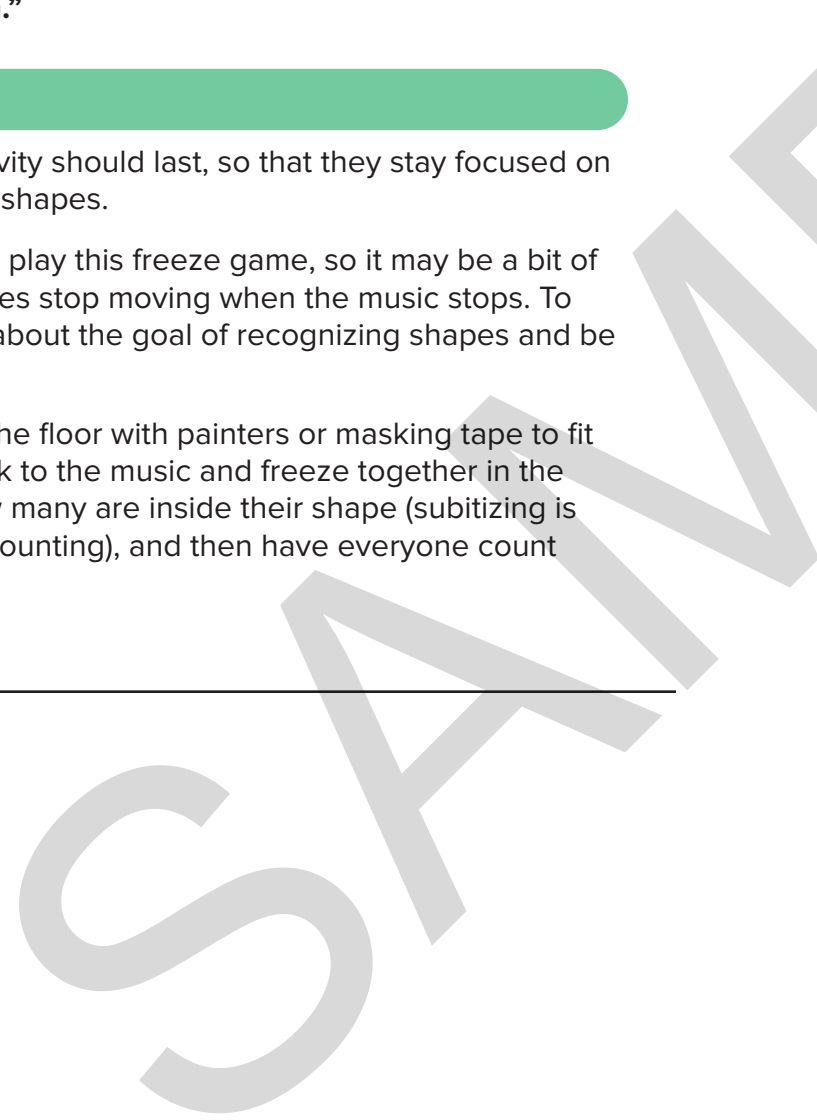 .”
vity should last, so that they stay focused on
shapes.
play this freeze game, so it may be a bit of
es stop moving when the music stops. To
about the goal of recognizing shapes and be
he floor with painters or masking tape to fit
k to the music and freeze together in the
many are inside their shape (subitizing is
ounting), and then have everyone count
SAM